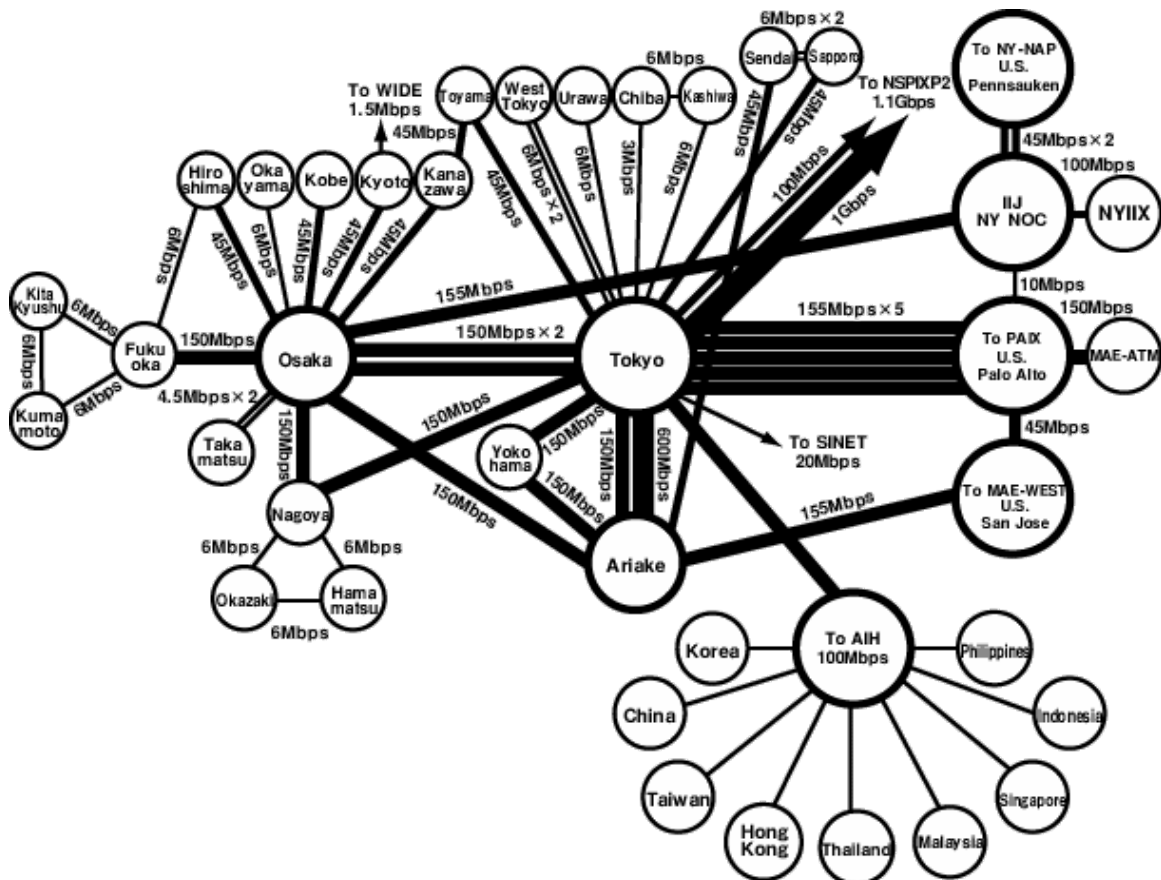 6Mbps×2
To NY-NAP
U.S.
Pennsauken
Sendai
Sapporo
6Mbps
To NSPIXP2
1.1Gbps
To WIDE
1.5Mbps
Toyama
West
Tokyo
Urawa
Chiba
Kashiwa
45Mbps
45Mbps
45Mbps
45Mbps×2
100Mbps
Hiro
shima
Oka
yama
Kobe
Kyoto
Kana
zawa
45Mbps
6Mbps×2
6Mbps
3Mbps
6Mbps
100Mbps
1Gbps
IIJ
NY NOC
NYIIX
6Mbps
45Mbps
6Mbps
45Mbps
45Mbps
45Mbps
155Mbps
10Mbps
150Mbps
Kita
Kyushu
6Mbps
6Mbps
6Mbps
Fuku
oka
150Mbps
Osaka
150Mbps×2
Tokyo
155Mbps×5
To PAIX
U.S.
Palo Alto
MAE-ATM
Kuma
moto
4.5Mbps×2
Taka
matsu
150Mbps
150Mbps
150Mbps
Yoko
hama
150Mbps
150Mbps
600Mbps
To SINET
20Mbps
45Mbps
150Mbps
Nagoya
155Mbps
To MAE-WEST
U.S.
San Jose
6Mbps
6Mbps
Okazaki
Hama
matsu
6Mbps
Ariake
To AIH
100Mbps
Korea
Philippines
China
Indonesia
Taiwan
Singapore
Hong
Kong
Thailand
Malaysia